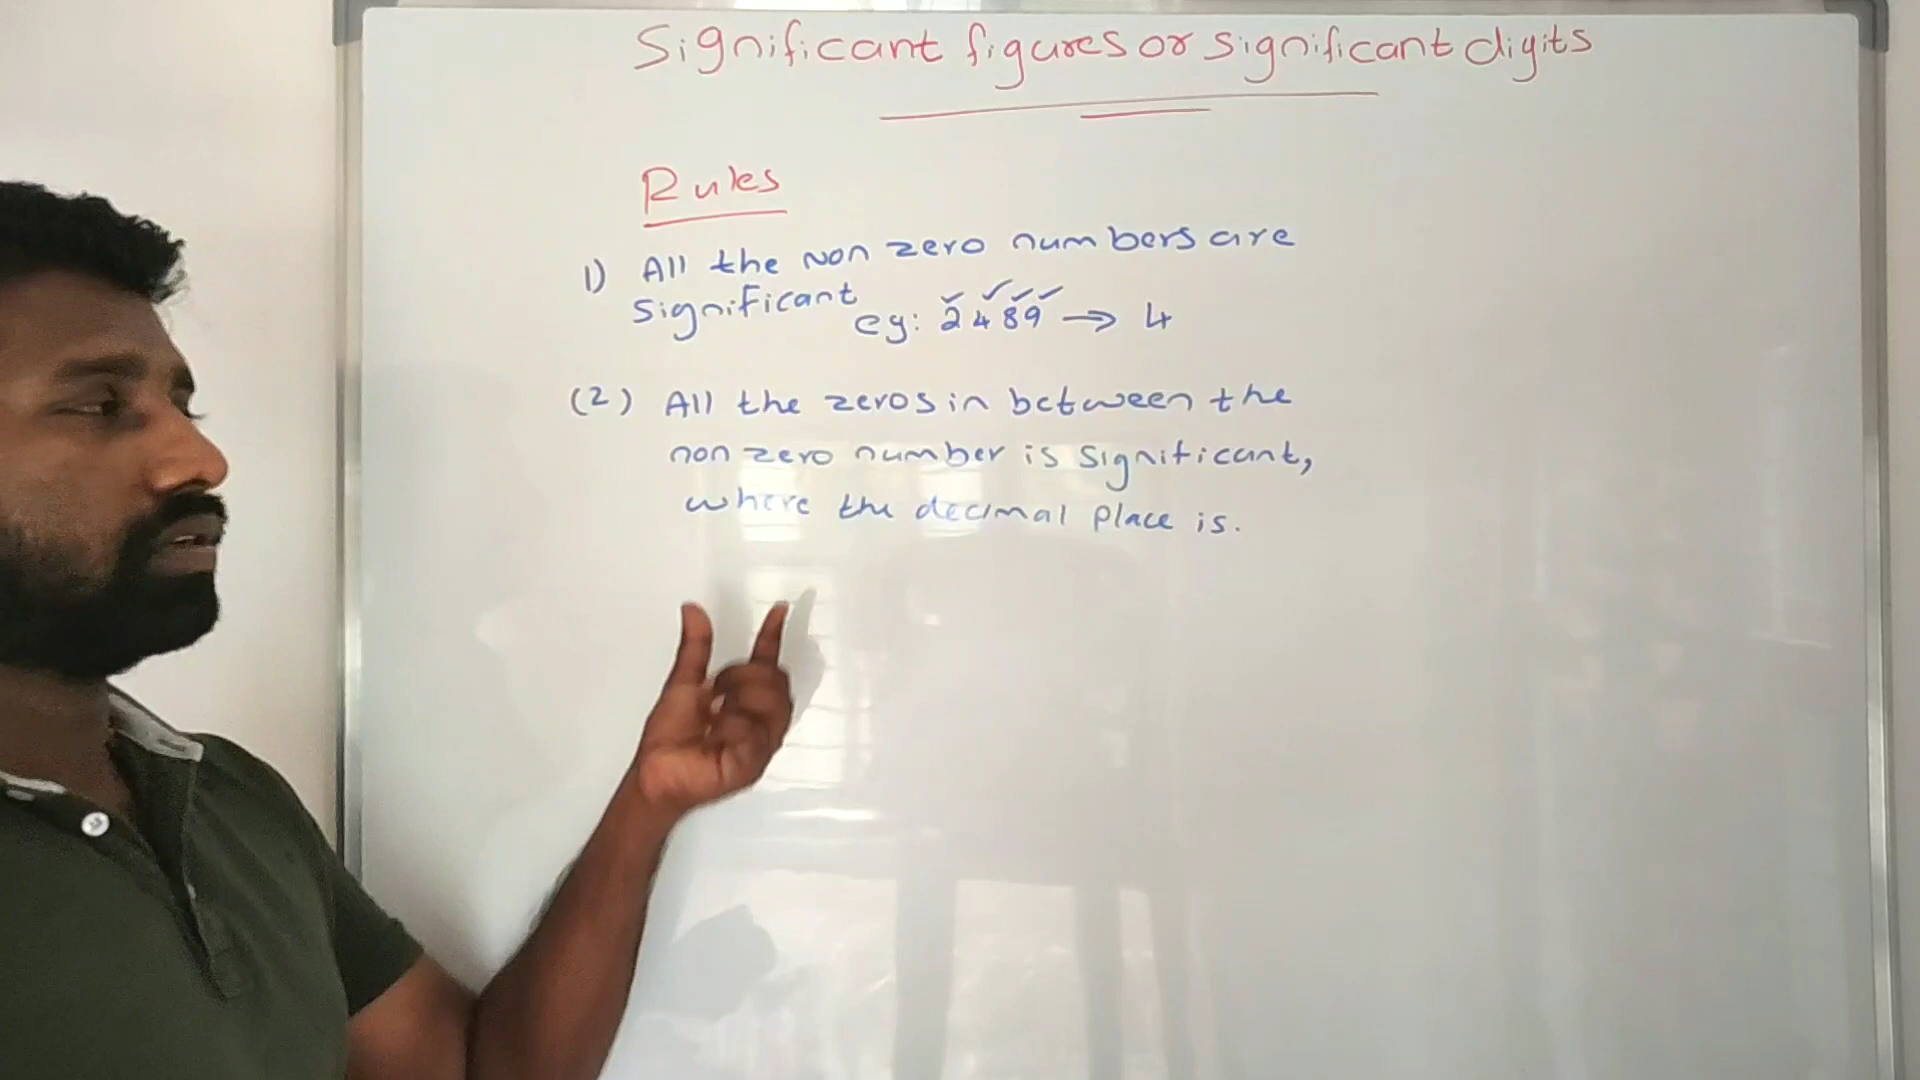 Significant figures or significant digits
Rules
1) All the non zero numbers are
significant eg: 2489 → 4
(2) All the zeros in between the
non zero number is significant,
where the decimal place is.